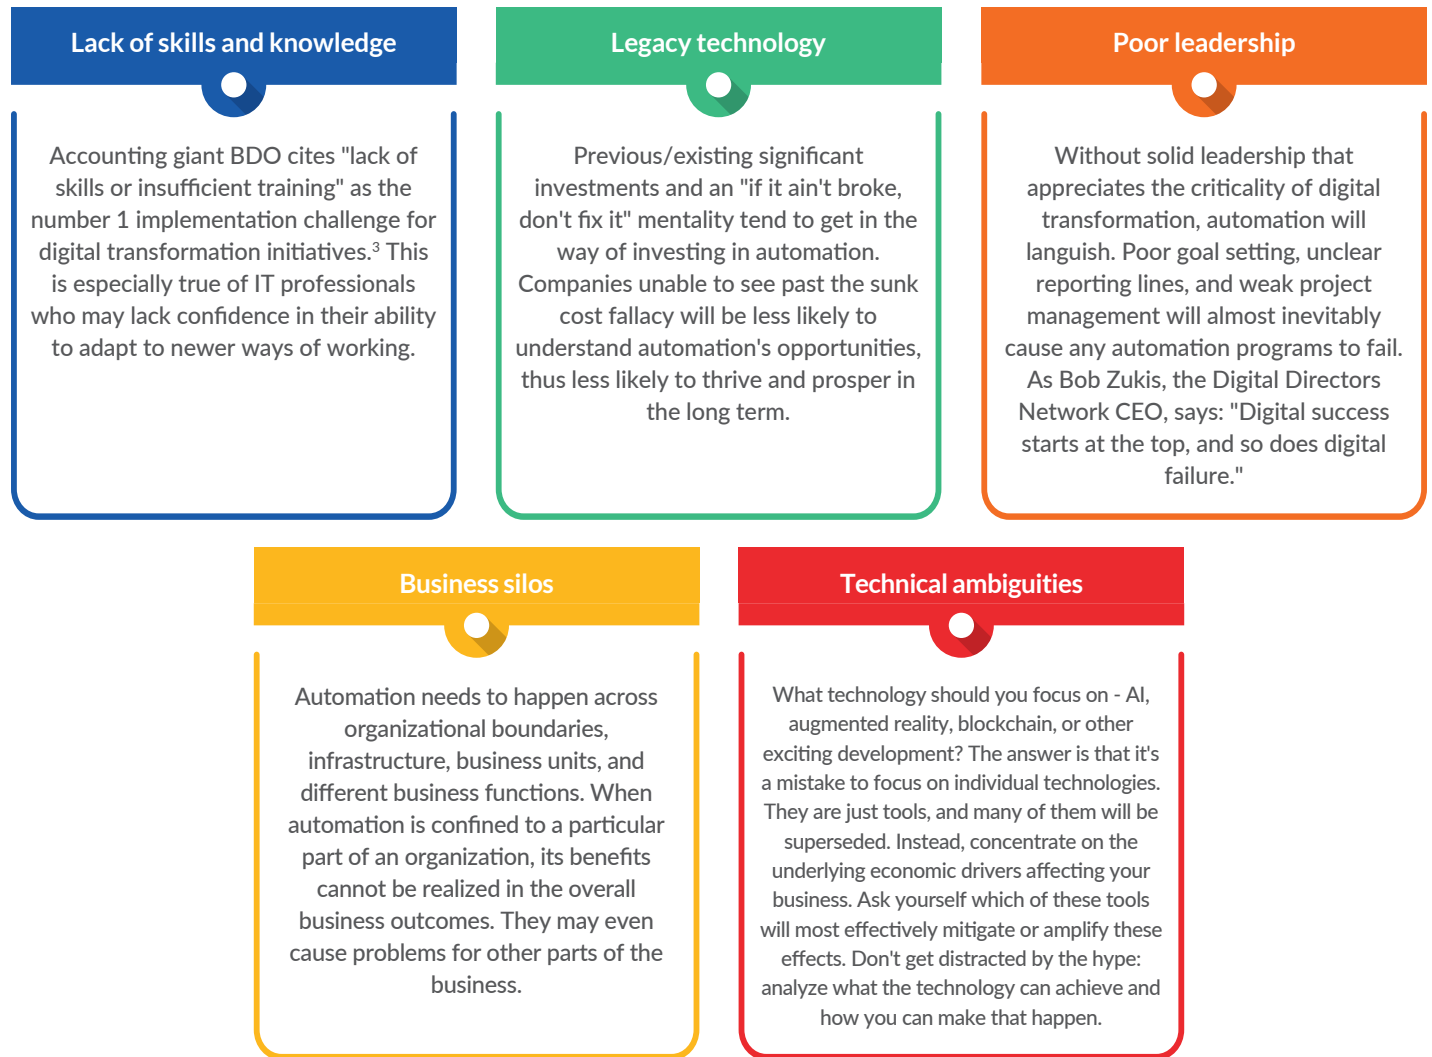 Lack of skills and knowledge
Accounting giant BDO cites "lack of
skills or insufficient training" as the
number 1 implementation challenge for
digital transformation initiatives.³ This
is especially true of IT professionals
who may lack confidence in their ability
to adapt to newer ways of working.
Legacy technology
Previous/existing significant
investments and an "if it ain't broke,
don't fix it" mentality tend to get in the
way of investing in automation.
Companies unable to see past the sunk
cost fallacy will be less likely to
understand automation's opportunities,
thus less likely to thrive and prosper in
the long term.
Poor leadership
Without solid leadership that
appreciates the criticality of digital
transformation, automation will
languish. Poor goal setting, unclear
reporting lines, and weak project
management will almost inevitably
cause any automation programs to fail.
As Bob Zukis, the Digital Directors
Network CEO, says: "Digital success
starts at the top, and so does digital
failure."
Business silos
Automation needs to happen across
organizational boundaries,
infrastructure, business units, and
different business functions. When
automation is confined to a particular
part of an organization, its benefits
cannot be realized in the overall
business outcomes. They may even
cause problems for other parts of the
business.
Technical ambiguities
What technology should you focus on - AI,
augmented reality, blockchain, or other
exciting development? The answer is that it's
a mistake to focus on individual technologies.
They are just tools, and many of them will be
superseded. Instead, concentrate on the
underlying economic drivers affecting your
business. Ask yourself which of these tools
will most effectively mitigate or amplify these
effects. Don't get distracted by the hype:
analyze what the technology can achieve and
how you can make that happen.